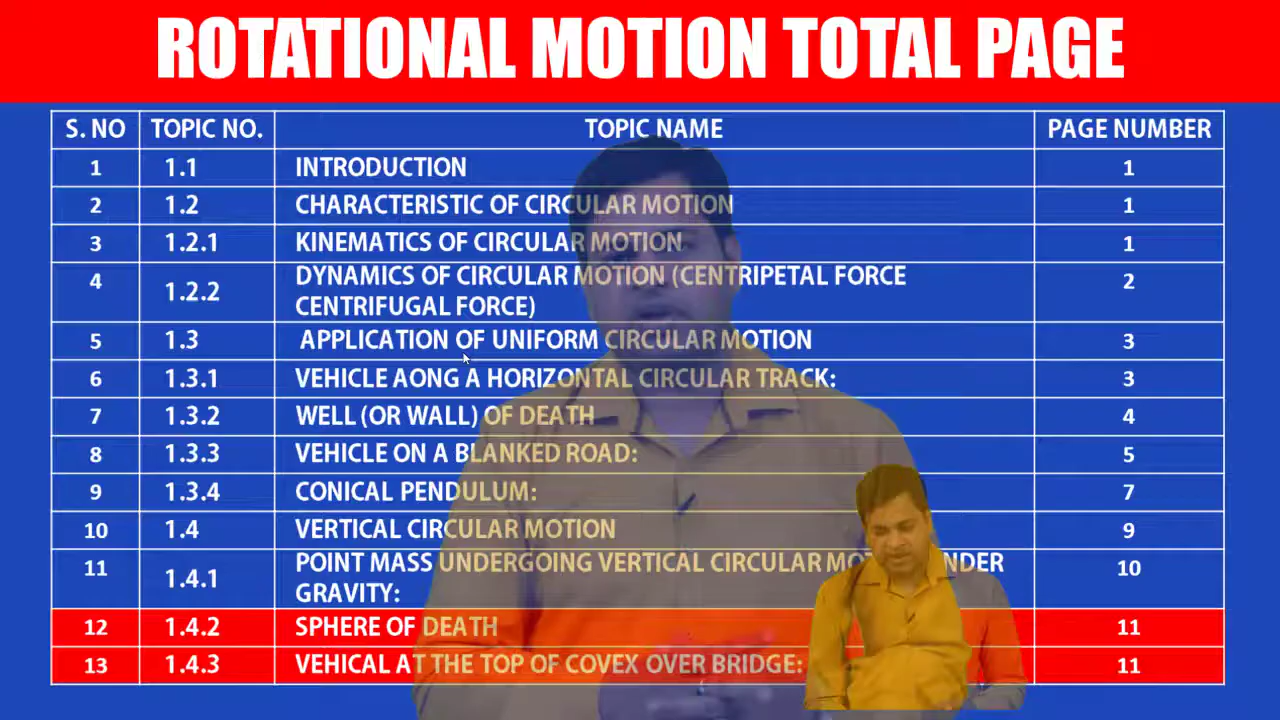 ROTATIONAL MOTION TOTAL PAGE
S. NO TOPIC NO. TOPIC NAME PAGE NUMBER
1 1.1 INTRODUCTION 1
2 1.2 CHARACTERISTIC OF CIRCULAR MOTION 1
3 1.2.1 KINEMATICS OF CIRCULAR MOTION 1
4 1.2.2 DYNAMICS OF CIRCULAR MOTION (CENTRIPETAL FORCE 2
CENTRIFUGAL FORCE)
5 1.3 APPLICATION OF UNIFORM CIRCULAR MOTION 3
6 1.3.1 VEHICLE AONG A HORIZONTAL CIRCULAR TRACK: 3
7 1.3.2 WELL (OR WALL) OF DEATH 4
8 1.3.3 VEHICLE ON A BLANKED ROAD: 5
9 1.3.4 CONICAL PENDULUM: 7
10 1.4 VERTICAL CIRCULAR MOTION 9
11 1.4.1 POINT MASS UNDERGOING VERTICAL CIRCULAR 10
GRAVITY:
12 1.4.2 SPHERE OF DEATH 11
13 1.4.3 VEHICAL AT THE TOP OF COVEX OVER BRIDGE: 11